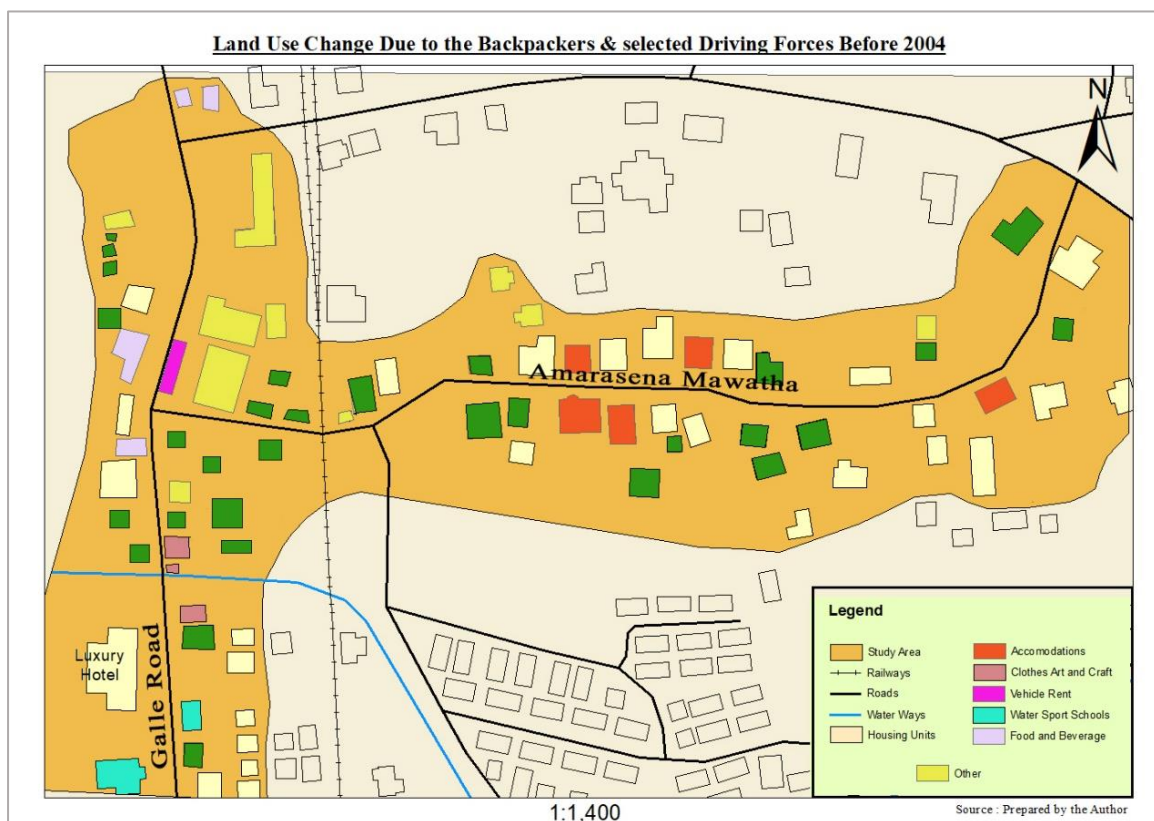 Land Use Change Due to the Backpackers & selected Driving Forces Before 2004
N
Amarasena Mawatha
Luxury
Hotel
Galle Road
Legend
Study Area
Railways
Roads
Water Ways
Housing Units
Accomodations
Clothes Art and Craft
Vehicle Rent
Water Sport Schools
Food and Beverage
Other
1:1,400
Source : Prepared by the Author